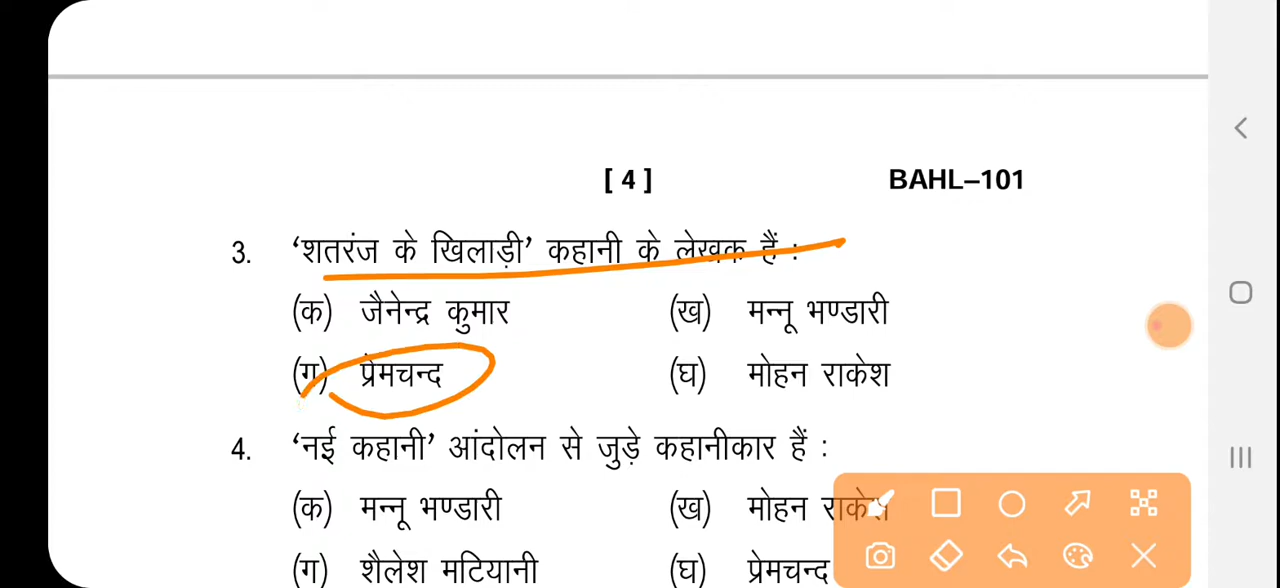 [ 4 ] BAHL–101
3. ‘शतरंज के खिलाड़ी’ कहानी के लेखक हैं :
(क) जैनेन्द्र कुमार (ख) मन्नू भण्डारी
(ग) प्रेमचन्द (घ) मोहन राकेश
4. ‘नई कहानी’ आंदोलन से जुड़े कहानीकार हैं :
(क) मन्नू भण्डारी (ख) मोहन राकेश
(ग) शैलेश मटियानी (घ) प्रेमचन्द